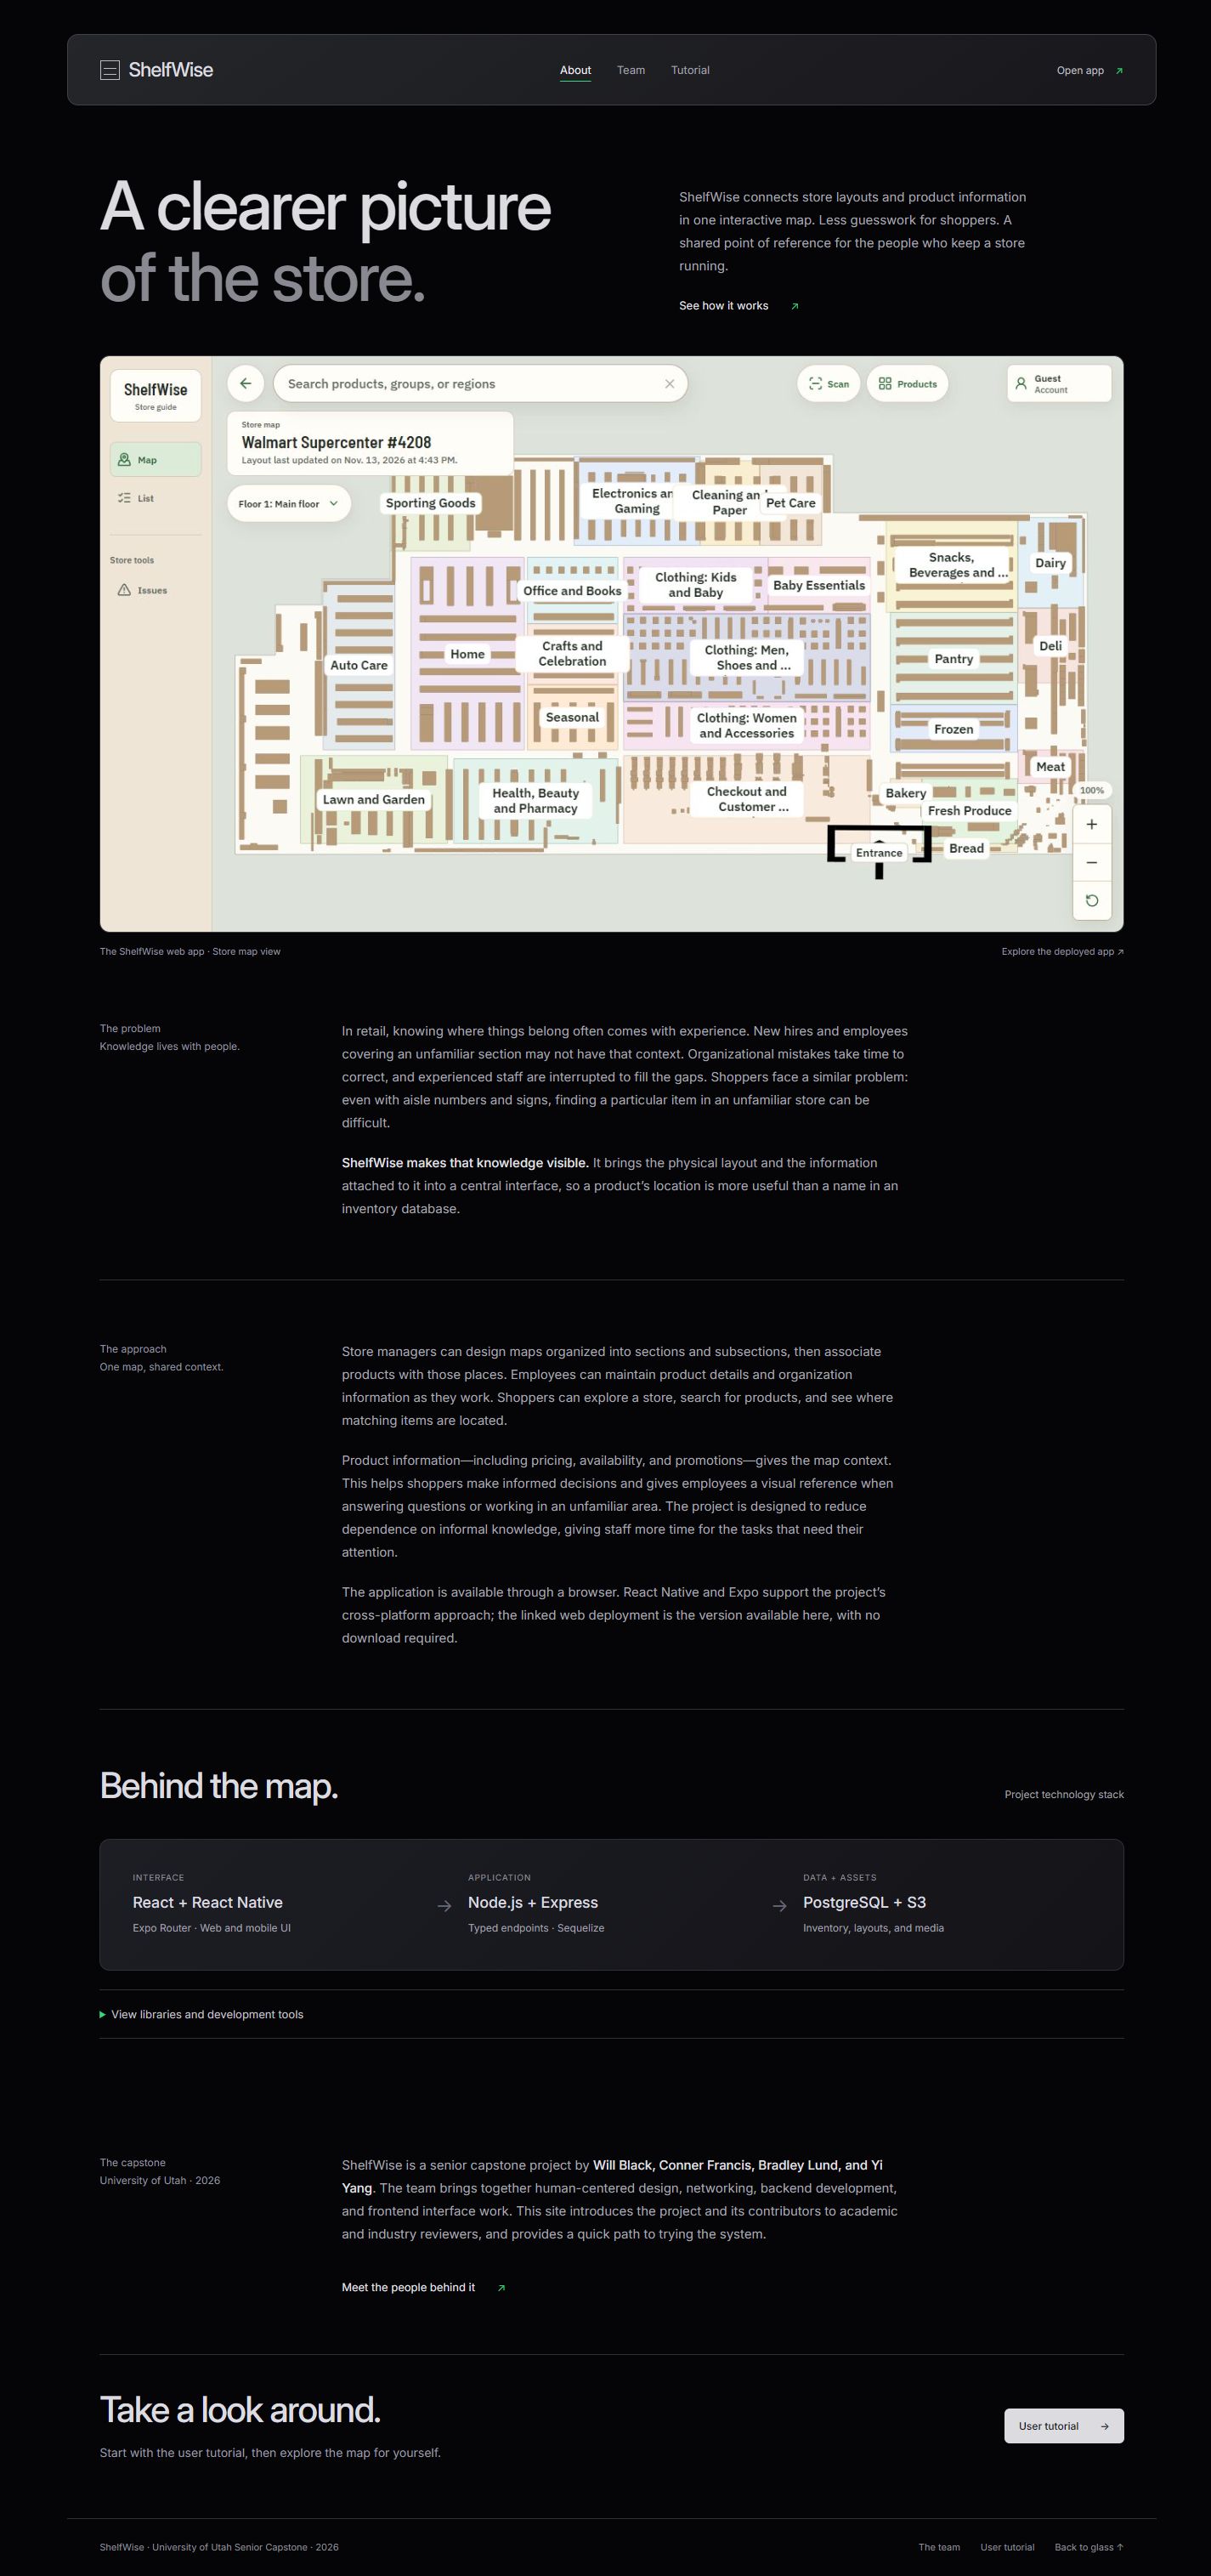 ShelfWise
About
Team
Tutorial
Open app ↗
A clearer picture
of the store.
ShelfWise connects store layouts and product information
in one interactive map. Less guesswork for shoppers. A
shared point of reference for the people who keep a store
running.
See how it works ↗
ShelfWise
Store guide
Map
List
Store tools
Issues
Search products, groups, or regions
Scan
Products
Guest
Account
Store map
Walmart Supercenter #4208
Layout last updated on Nov. 13, 2026 at 4:43 PM.
Floor 1: Main floor
Sporting Goods
Electronics an
Gaming
Cleaning an
Paper
Pet Care
Snacks,
Beverages and ...
Dairy
Office and Books
Clothing: Kids
and Baby
Baby Essentials
Auto Care
Home
Crafts and
Celebration
Clothing: Men,
Shoes and ...
Pantry
Deli
Seasonal
Clothing: Women
and Accessories
Frozen
Meat
Lawn and Garden
Health, Beauty
and Pharmacy
Checkout and
Customer ...
Bakery
Fresh Produce
Entrance
Bread
100%
The ShelfWise web app · Store map view
Explore the deployed app ↗
The problem
Knowledge lives with people.
In retail, knowing where things belong often comes with experience. New hires and employees
covering an unfamiliar section may not have that context. Organizational mistakes take time to
correct, and experienced staff are interrupted to fill the gaps. Shoppers face a similar problem:
even with aisle numbers and signs, finding a particular item in an unfamiliar store can be
difficult.
ShelfWise makes that knowledge visible. It brings the physical layout and the information
attached to it into a central interface, so a product’s location is more useful than a name in an
inventory database.
The approach
One map, shared context.
Store managers can design maps organized into sections and subsections, then associate
products with those places. Employees can maintain product details and organization
information as they work. Shoppers can explore a store, search for products, and see where
matching items are located.
Product information—including pricing, availability, and promotions—gives the map context.
This helps shoppers make informed decisions and gives employees a visual reference when
answering questions or working in an unfamiliar area. The project is designed to reduce
dependence on informal knowledge, giving staff more time for the tasks that need their
attention.
The application is available through a browser. React Native and Expo support the project’s
cross-platform approach; the linked web deployment is the version available here, with no
download required.
Behind the map.
Project technology stack
INTERFACE
React + React Native
Expo Router · Web and mobile UI
→
APPLICATION
Node.js + Express
Typed endpoints · Sequelize
→
DATA + ASSETS
PostgreSQL + S3
Inventory, layouts, and media
View libraries and development tools
The capstone
University of Utah · 2026
ShelfWise is a senior capstone project by Will Black, Conner Francis, Bradley Lund, and Yi
Yang. The team brings together human-centered design, networking, backend development,
and frontend interface work. This site introduces the project and its contributors to academic
and industry reviewers, and provides a quick path to trying the system.
Meet the people behind it ↗
Take a look around.
Start with the user tutorial, then explore the map for yourself.
User tutorial →
ShelfWise · University of Utah Senior Capstone · 2026
The team
User tutorial
Back to glass ↑